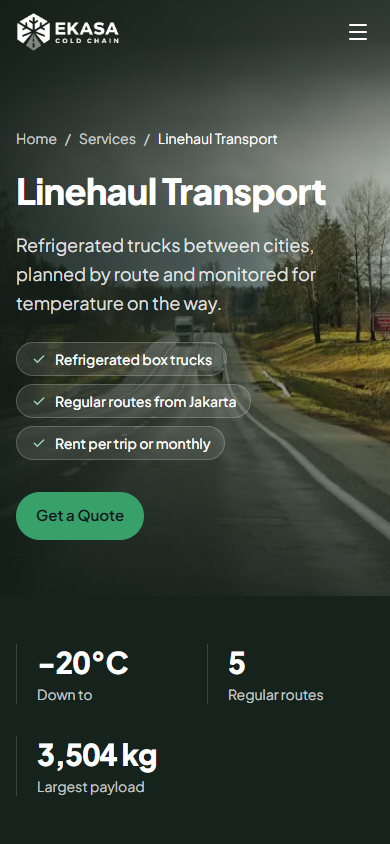 EKASA
COLD CHAIN
Home / Services / Linehaul Transport
Linehaul Transport
Refrigerated trucks between cities,
planned by route and monitored for
temperature on the way.
Refrigerated box trucks
Regular routes from Jakarta
Rent per trip or monthly
Get a Quote
−20°C
Down to
5
Regular routes
3,504 kg
Largest payload